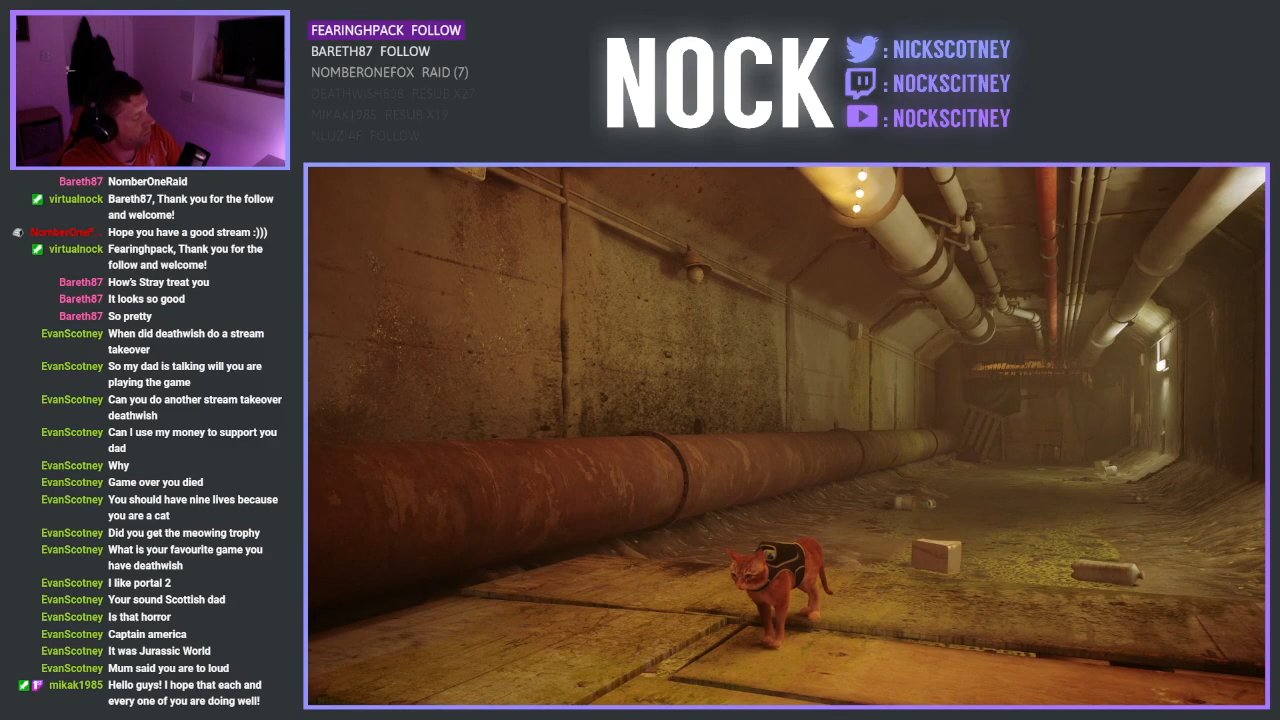 FEARINGHPACK FOLLOW
BARETH87 FOLLOW
NOMBERONEFOX RAID (7)
DEATHWISH898 RESUB X27
MIKAK1985 RESUB X19
NLUZIAF FOLLOW
NOCK
: NICKSCOTNEY
: NOCKSCITNEY
: NOCKSCITNEY
Bareth87 NomberOneRaid
virtualnock Bareth87, Thank you for the follow
and welcome!
Hope you have a good stream :)))
virtualnock Fearinghpack, Thank you for the
follow and welcome!
Bareth87 How's Stray treat you
Bareth87 It looks so good
Bareth87 So pretty
EvanScotney When did deathwish do a stream
takeover
EvanScotney So my dad is talking will you are
playing the game
EvanScotney Can you do another stream takeover
deathwish
EvanScotney Can I use my money to support you
dad
EvanScotney Why
EvanScotney Game over you died
EvanScotney You should have nine lives because
you are a cat
EvanScotney Did you get the meowing trophy
EvanScotney What is your favourite game you
have deathwish
EvanScotney I like portal 2
EvanScotney Your sound Scottish dad
EvanScotney Is that horror
EvanScotney Captain america
EvanScotney It was Jurassic World
EvanScotney Mum said you are to loud
mikak1985 Hello guys! I hope that each and
every one of you are doing well!